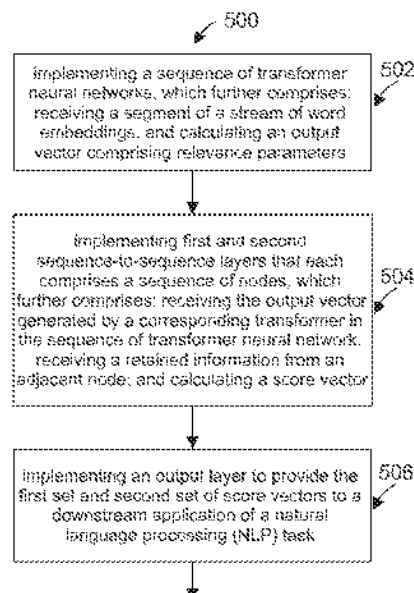 500
Implementing a sequence of transformer
neural networks, which further comprises:
receiving a segment of a stream of word
embeddings, and calculating an output
vector comprising relevance parameters
502
Implementing first and second
sequence-to-sequence layers that each
comprises a sequence of nodes, which
further comprises: receiving the output vector
generated by a corresponding transformer in
the sequence of transformer neural network,
receiving a retained information from an
adjacent node; and calculating a score vector
504
Implementing an output layer to provide the
first set and second set of score vectors to a
downstream application of a natural
language processing (NLP) task
506